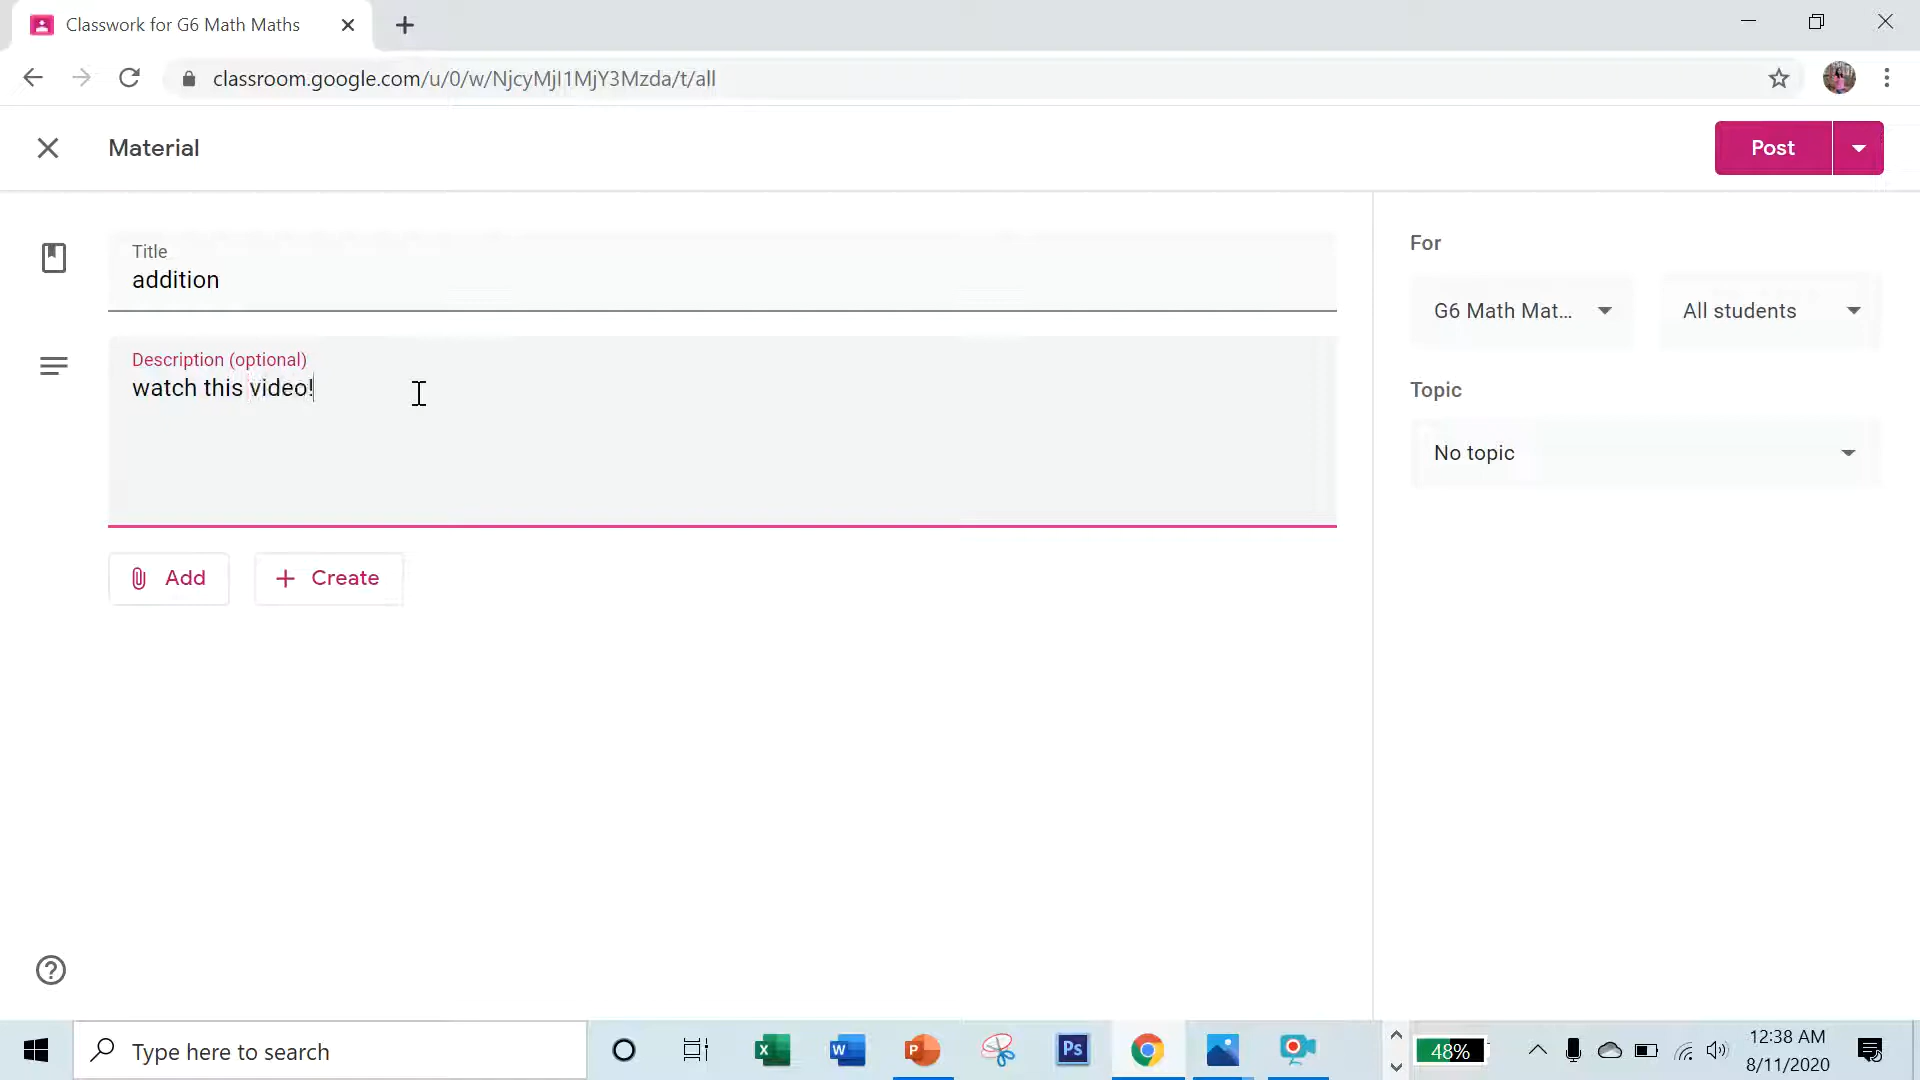 Classwork for G6 Math Maths
classroom.google.com/u/0/w/NjcyMjI1MjY3Mzda/t/all
Material
Post
Title
addition
Description (optional)
watch this video!
Add
Create
For
G6 Math Mat...
All students
Topic
No topic
Type here to search
48%
12:38 AM
8/11/2020